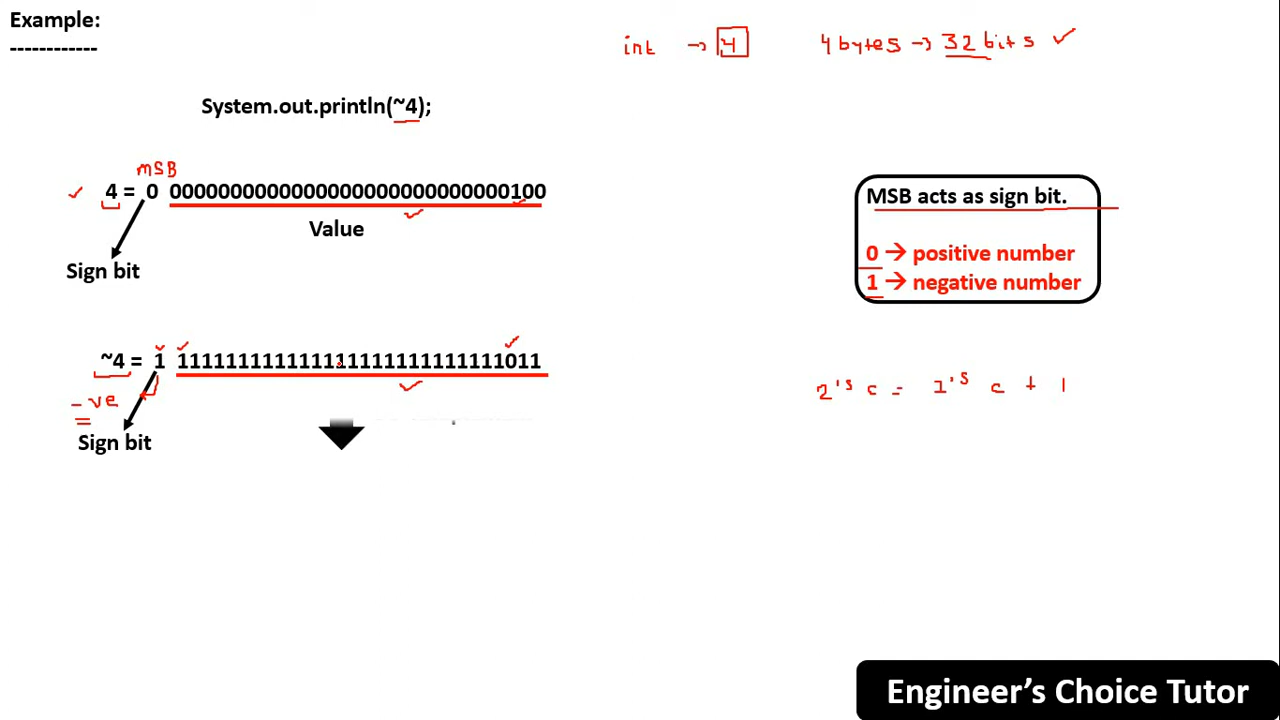 Example:
------------
int → 4 4 bytes → 32 bits ✓
System.out.println(~4);
MSB
4 = 0 0000000000000000000000000000100
Value
Sign bit
MSB acts as sign bit.
0 → positive number
1 → negative number
~4 = 1 111111111111111111111111111011
-ve
Sign bit
2's c = 1's c + 1
Engineer's Choice Tutor